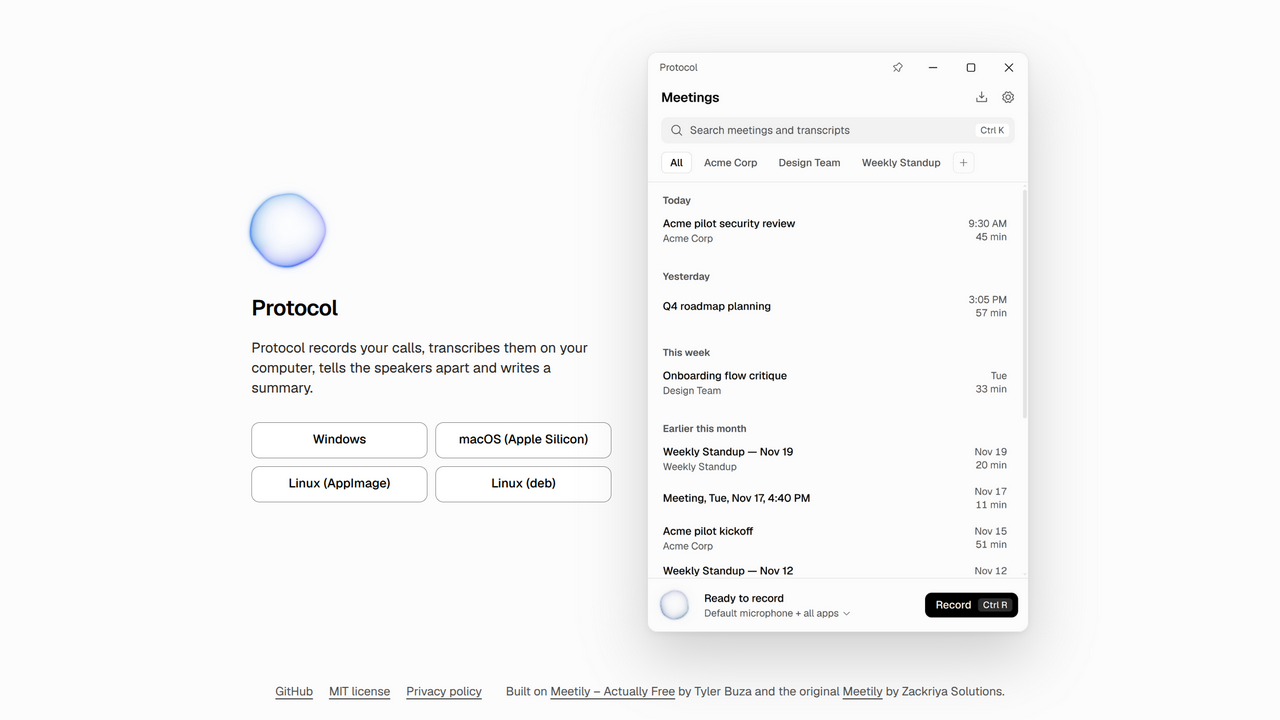 Protocol
Protocol records your calls, transcribes them on your
computer, tells the speakers apart and writes a
summary.
Windows
macOS (Apple Silicon)
Linux (AppImage)
Linux (deb)
Protocol
Meetings
Search meetings and transcripts
Ctrl K
All
Acme Corp
Design Team
Weekly Standup
+
Today
Acme pilot security review
9:30 AM
Acme Corp
45 min
Yesterday
Q4 roadmap planning
3:05 PM
57 min
This week
Onboarding flow critique
Tue
Design Team
33 min
Earlier this month
Weekly Standup — Nov 19
Nov 19
Weekly Standup
20 min
Meeting, Tue, Nov 17, 4:40 PM
Nov 17
11 min
Acme pilot kickoff
Nov 15
Acme Corp
51 min
Weekly Standup — Nov 12
Nov 12
Ready to record
Default microphone + all apps
Record
Ctrl R
GitHub
MIT license
Privacy policy
Built on Meetily – Actually Free by Tyler Buza and the original Meetily by Zackriya Solutions.